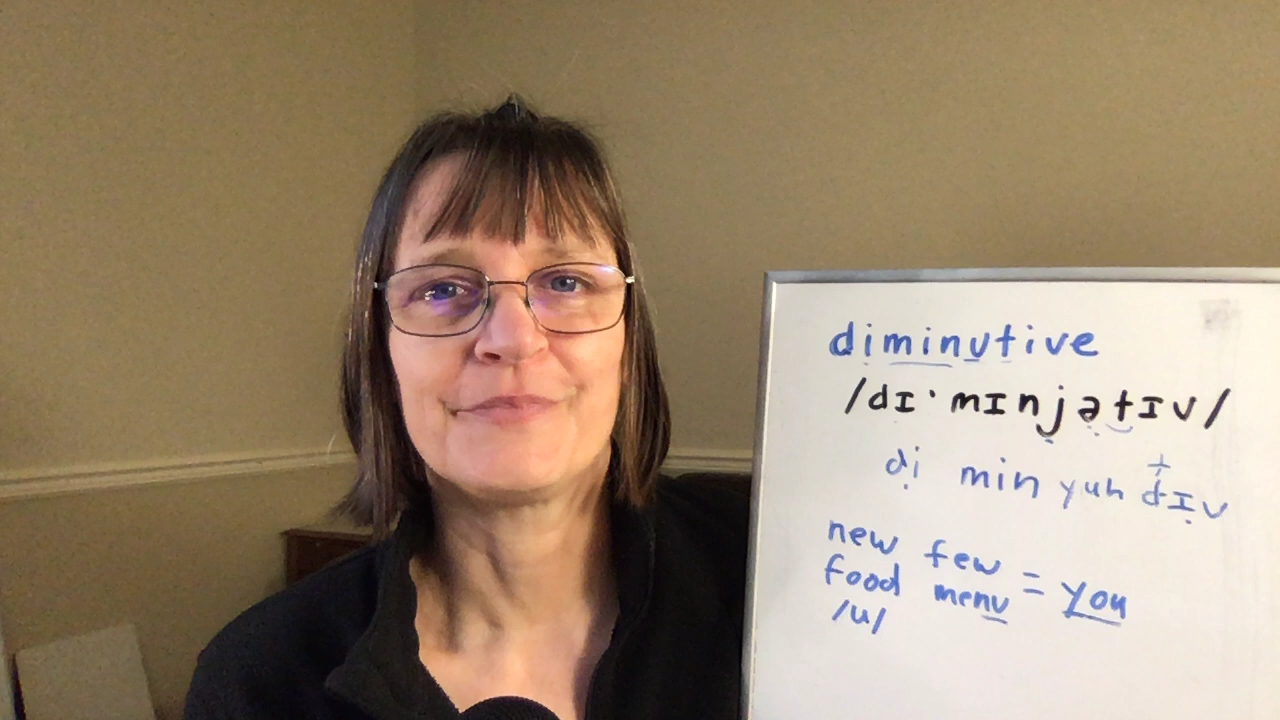 diminutive
/dɪˈmɪnjətɪv/
di min yuh dɪv
t
new few
food menu = you
/u/